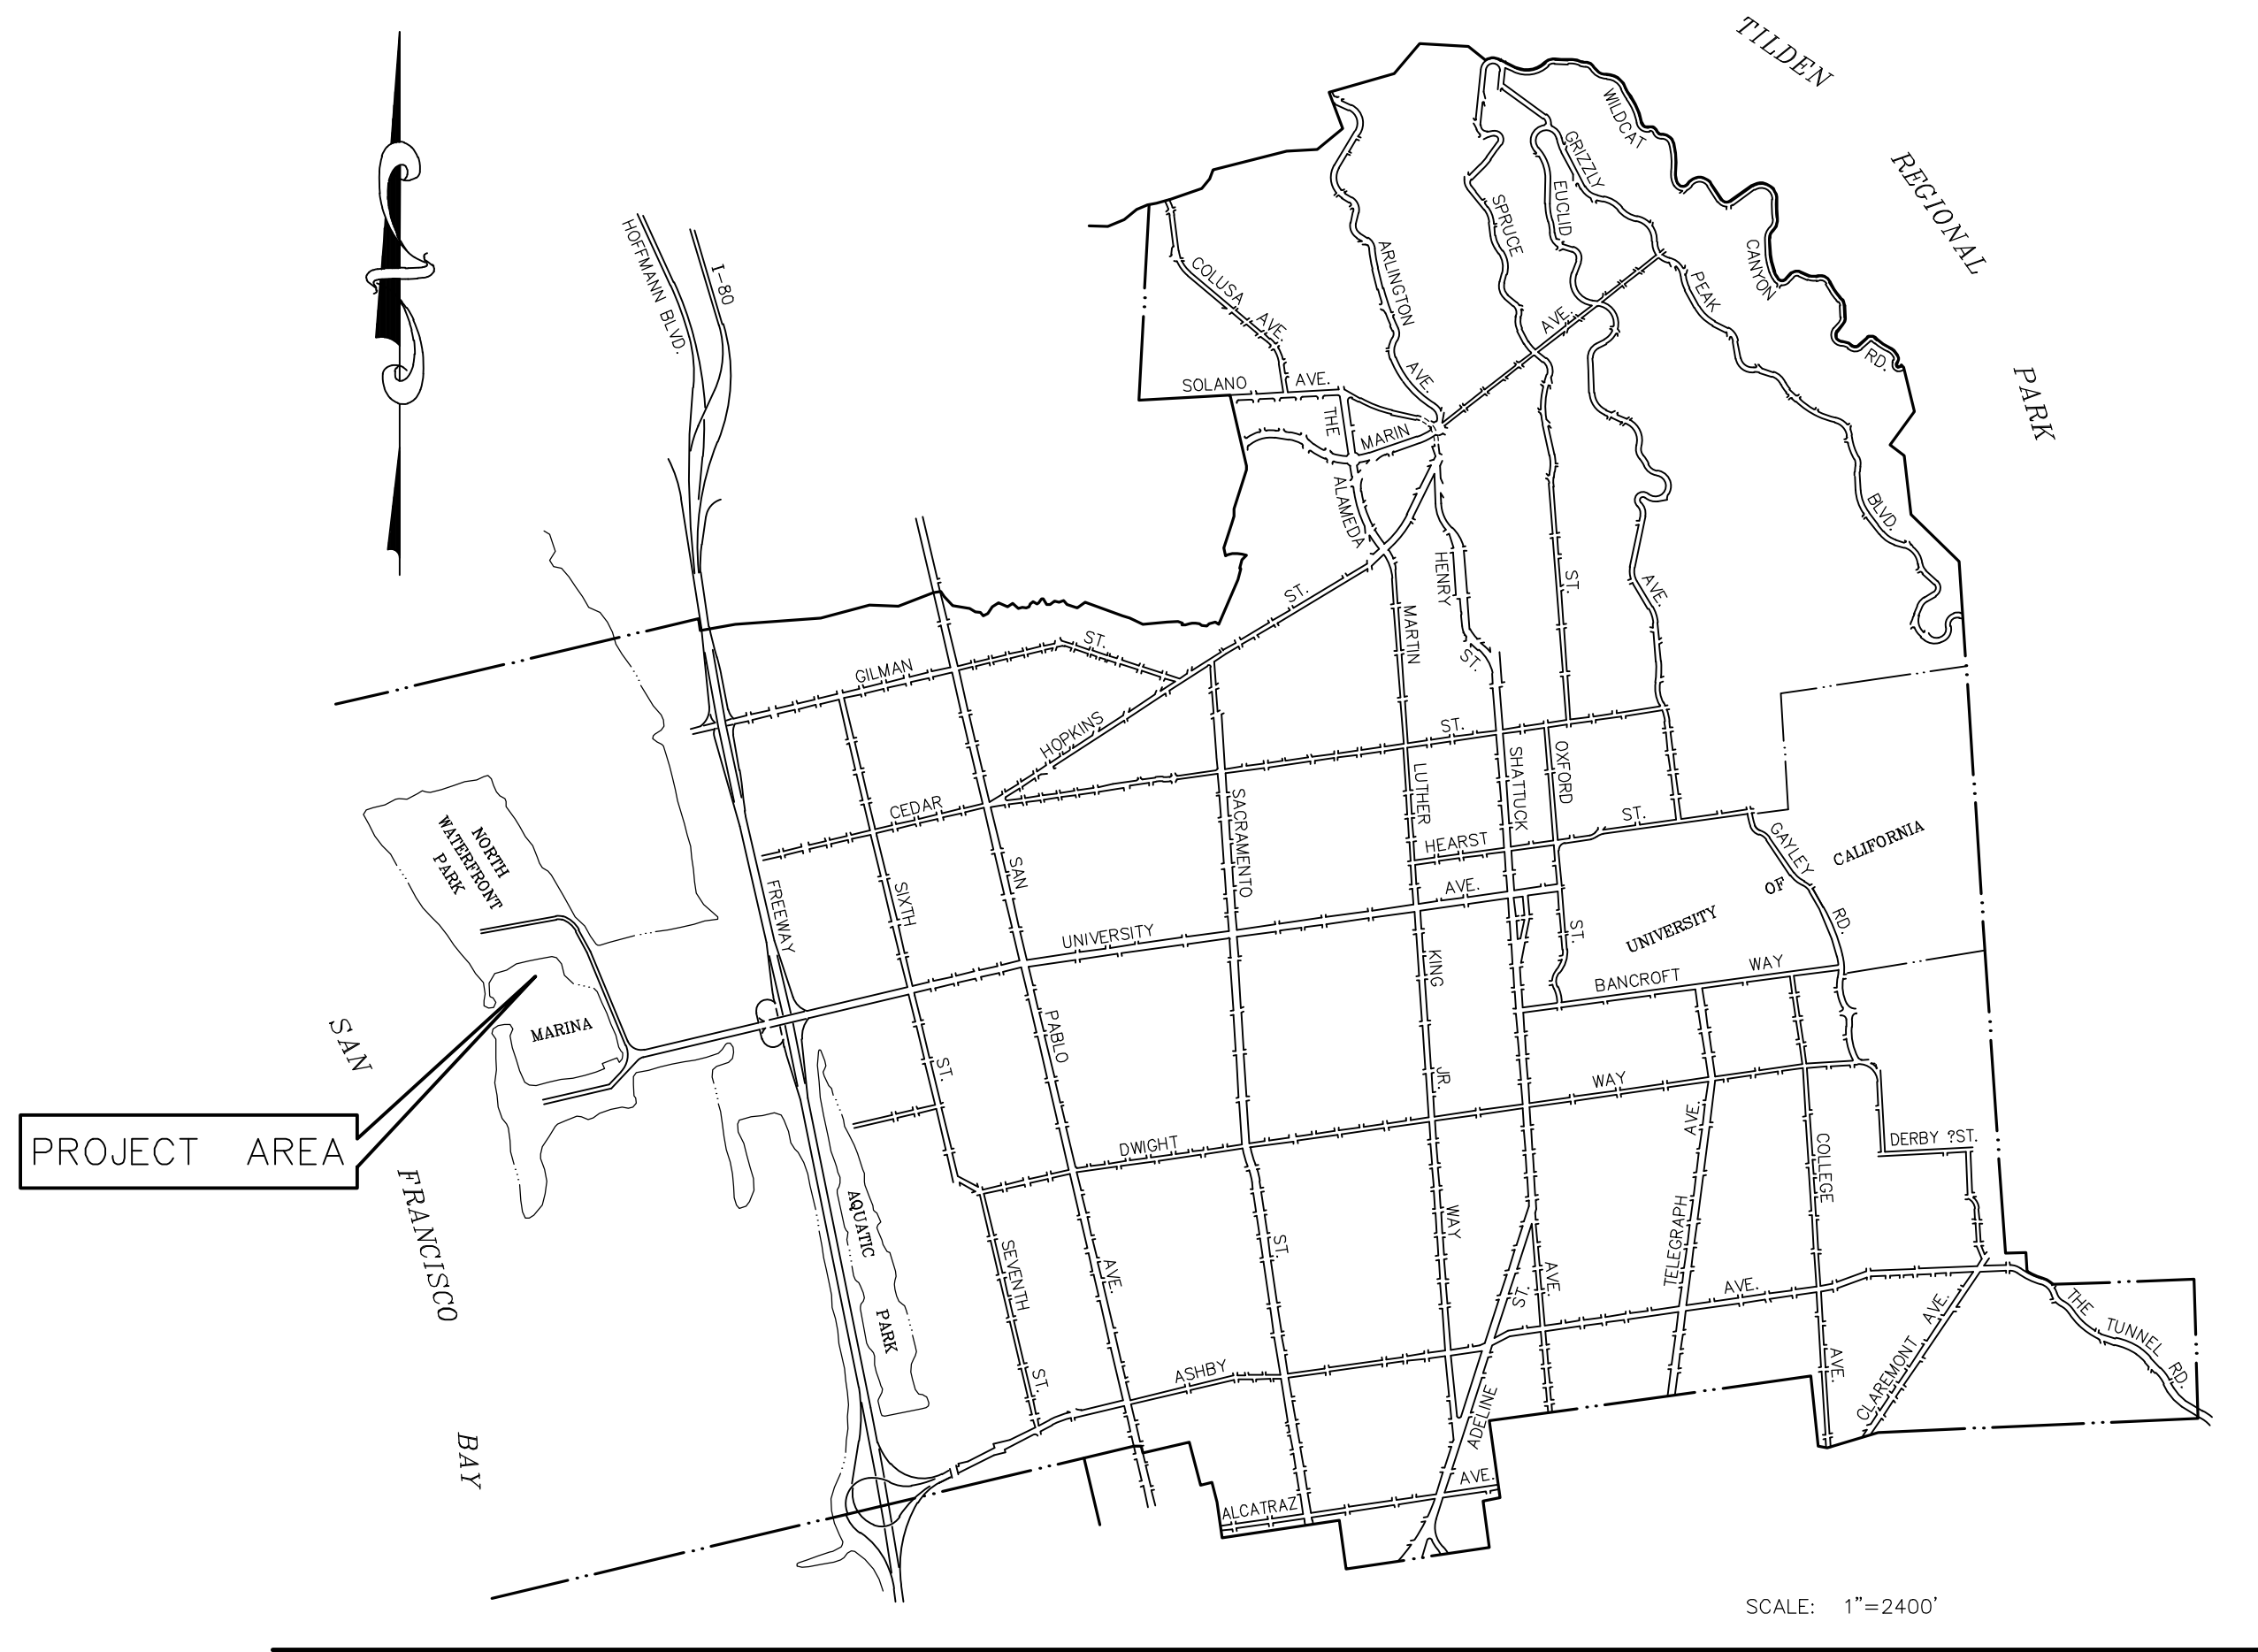 TILDEN
REGIONAL
PARK
WILDCAT
CANYON
RD.
GRIZZLY
PEAK
BLVD.
EUCLID
AVE.
SPRUCE
ST.
ARLINGTON
AVE.
COLUSA
AVE.
SOLANO AVE.
MARIN
AVE.
THE
ALAMEDA
HENRY
ST.
HOFFMANN BLVD.
I-80
FREEWAY
GILMAN
ST.
HOPKINS
ST.
CEDAR
ST.
MARTIN
LUTHER
KING
JR.
WAY
SHATTUCK
AVE.
OXFORD
ST.
SACRAMENTO
ST.
HEARST
ST.
GAYLEY
RD.
UNIVERSITY
OF
CALIFORNIA
UNIVERSITY
AVE.
SIXTH
ST.
SAN
PABLO
AVE.
BANCROFT
WAY
DWIGHT
WAY
NORTH
WATERFRONT
PARK
MARINA
PROJECT AREA
SAN
FRANCISCO
BAY
AQUATIC
PARK
SEVENTH
ST.
TELEGRAPH
AVE.
COLLEGE
AVE.
DERBY ?ST.
ASHBY
AVE.
ADELINE
ST.
CLAREMONT
AVE.
THE
TUNNEL
RD.
ALCATRAZ
AVE.
SCALE: 1"=2400'